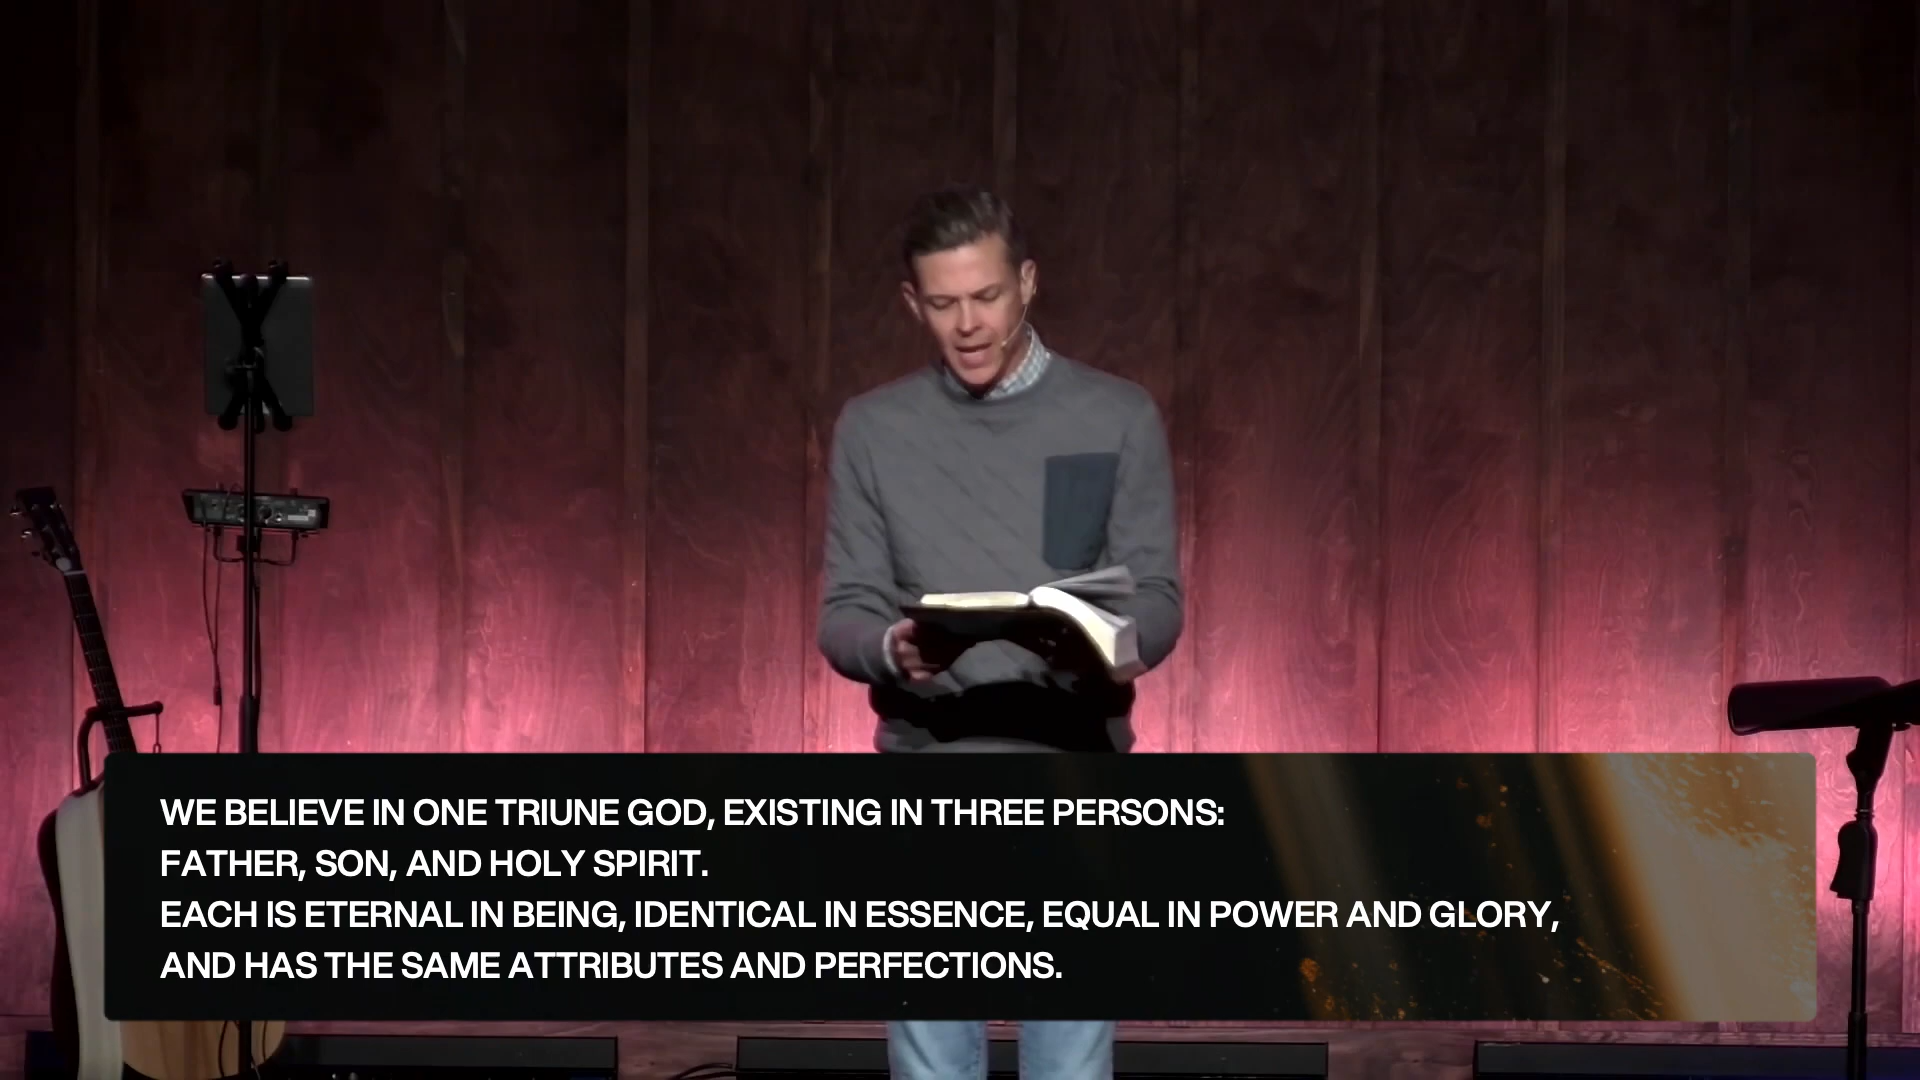 WE BELIEVE IN ONE TRIUNE GOD, EXISTING IN THREE PERSONS:
FATHER, SON, AND HOLY SPIRIT.
EACH IS ETERNAL IN BEING, IDENTICAL IN ESSENCE, EQUAL IN POWER AND GLORY,
AND HAS THE SAME ATTRIBUTES AND PERFECTIONS.